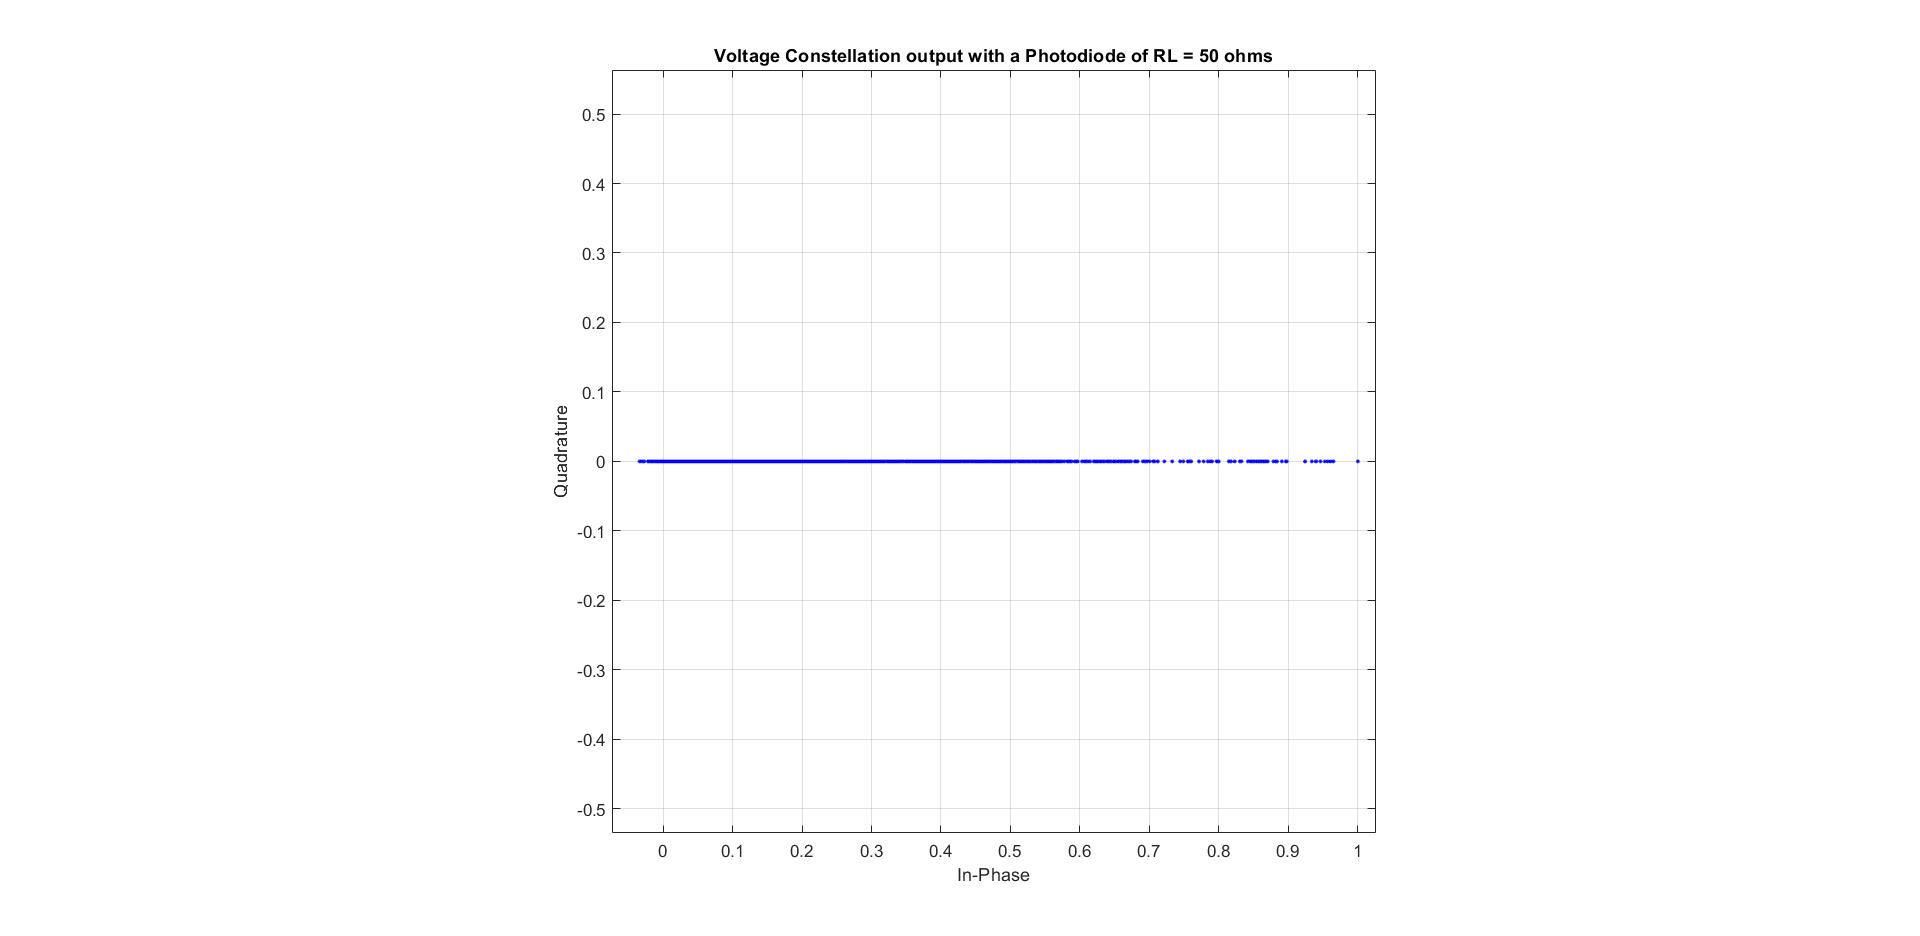 Voltage Constellation output with a Photodiode of RL = 50 ohms
0.5
0.4
0.3
0.2
0.1
0
-0.1
-0.2
-0.3
-0.4
-0.5
Quadrature
0 0.1 0.2 0.3 0.4 0.5 0.6 0.7 0.8 0.9 1
In-Phase